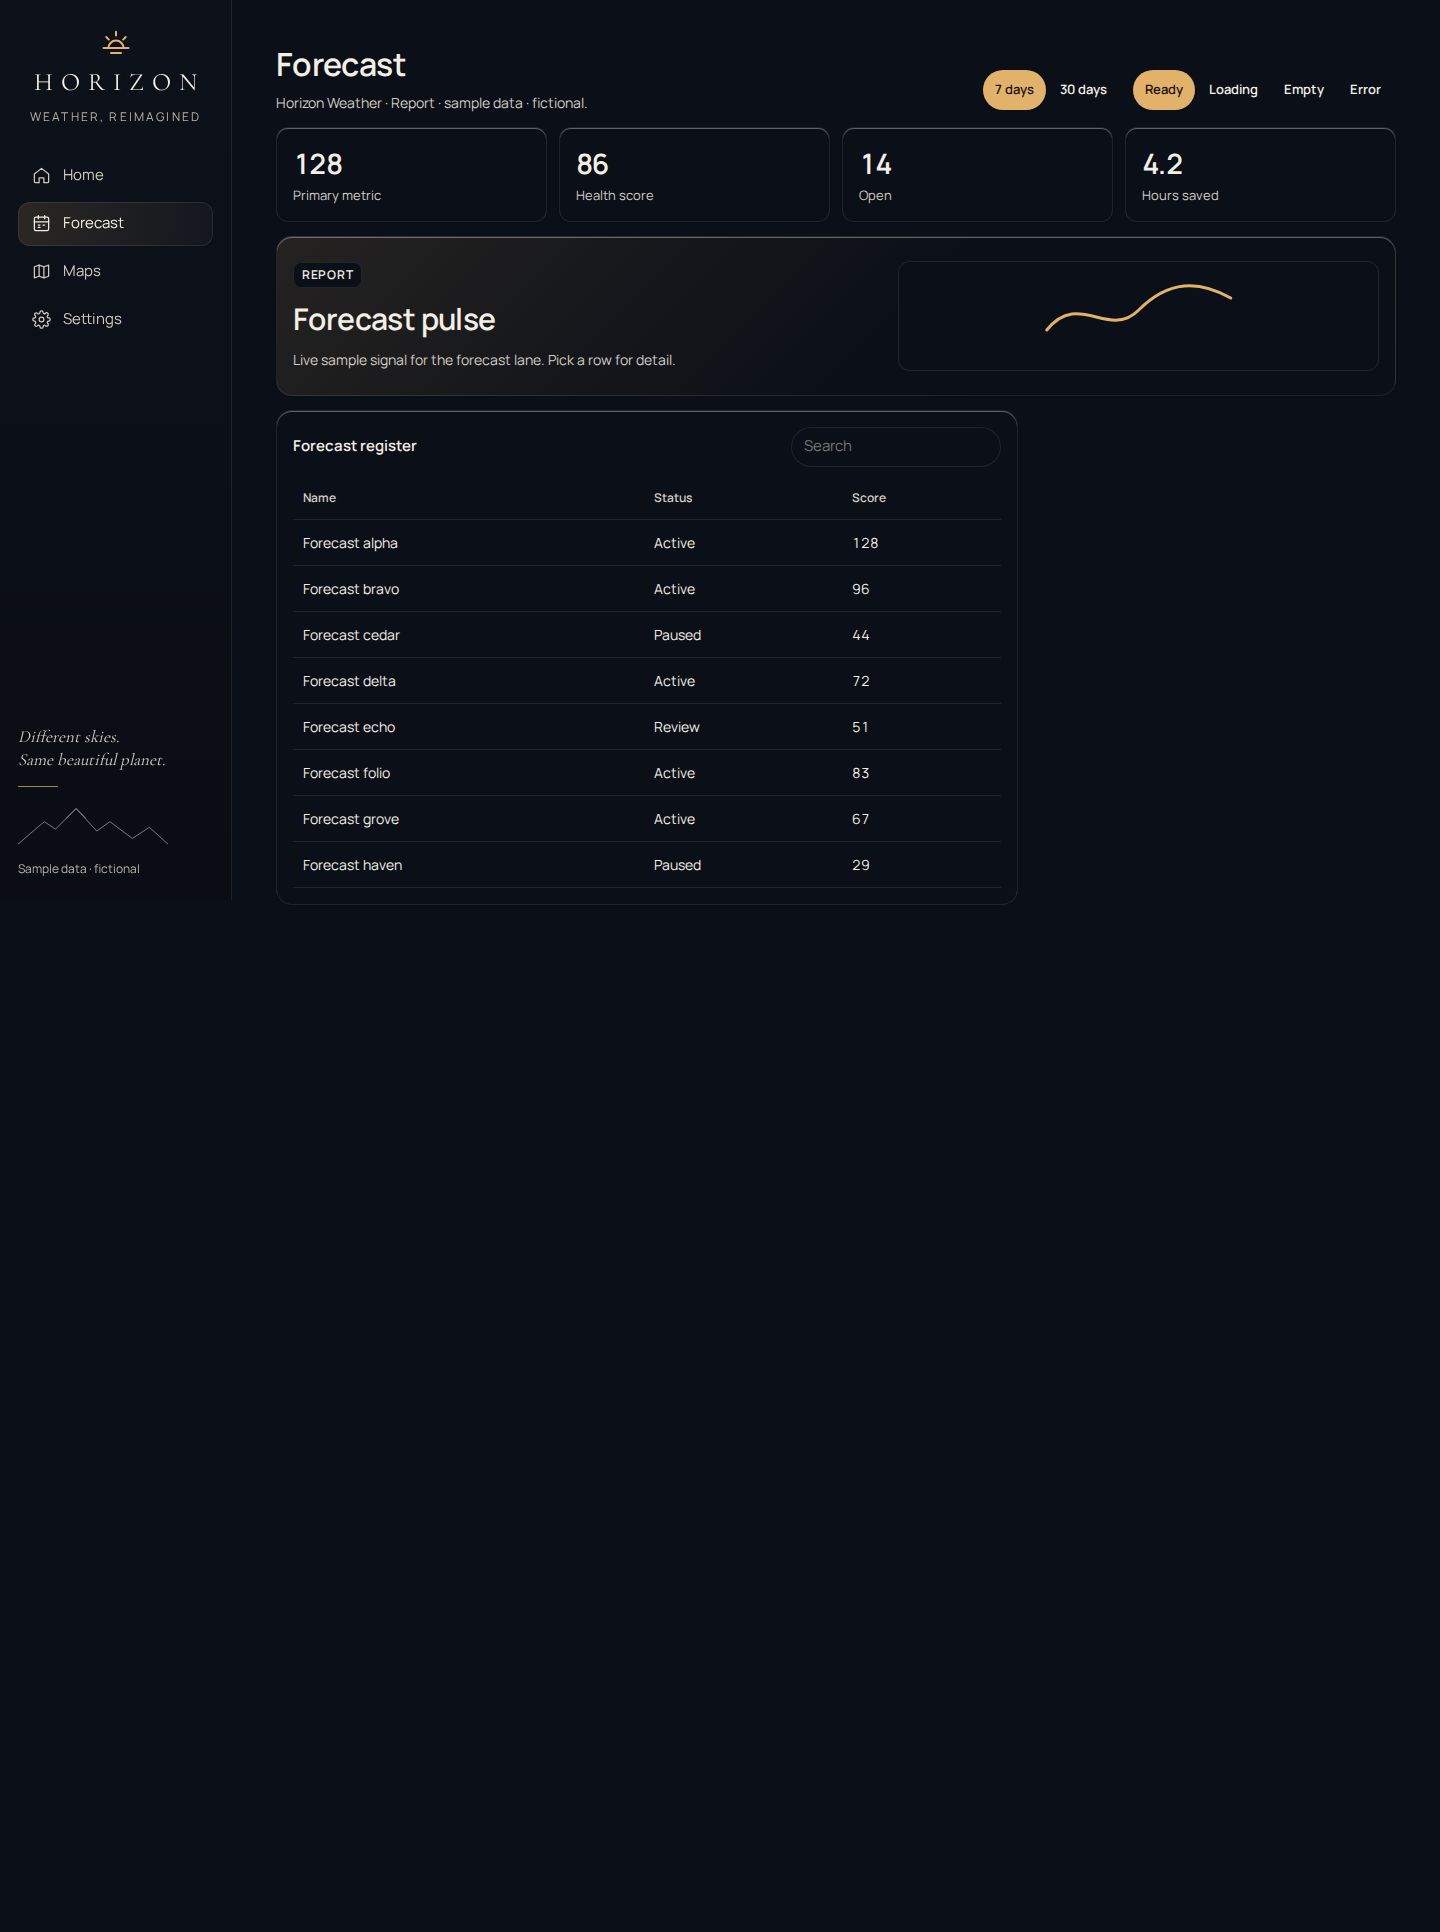 HORIZON
WEATHER, REIMAGINED
Home
Forecast
Maps
Settings
Different skies.
Same beautiful planet.
Sample data · fictional
Forecast
Horizon Weather · Report · sample data · fictional.
7 days 30 days Ready Loading Empty Error
128
Primary metric
86
Health score
14
Open
4.2
Hours saved
REPORT
Forecast pulse
Live sample signal for the forecast lane. Pick a row for detail.
Forecast register
Search
Name Status Score
Forecast alpha Active 128
Forecast bravo Active 96
Forecast cedar Paused 44
Forecast delta Active 72
Forecast echo Review 51
Forecast folio Active 83
Forecast grove Active 67
Forecast haven Paused 29